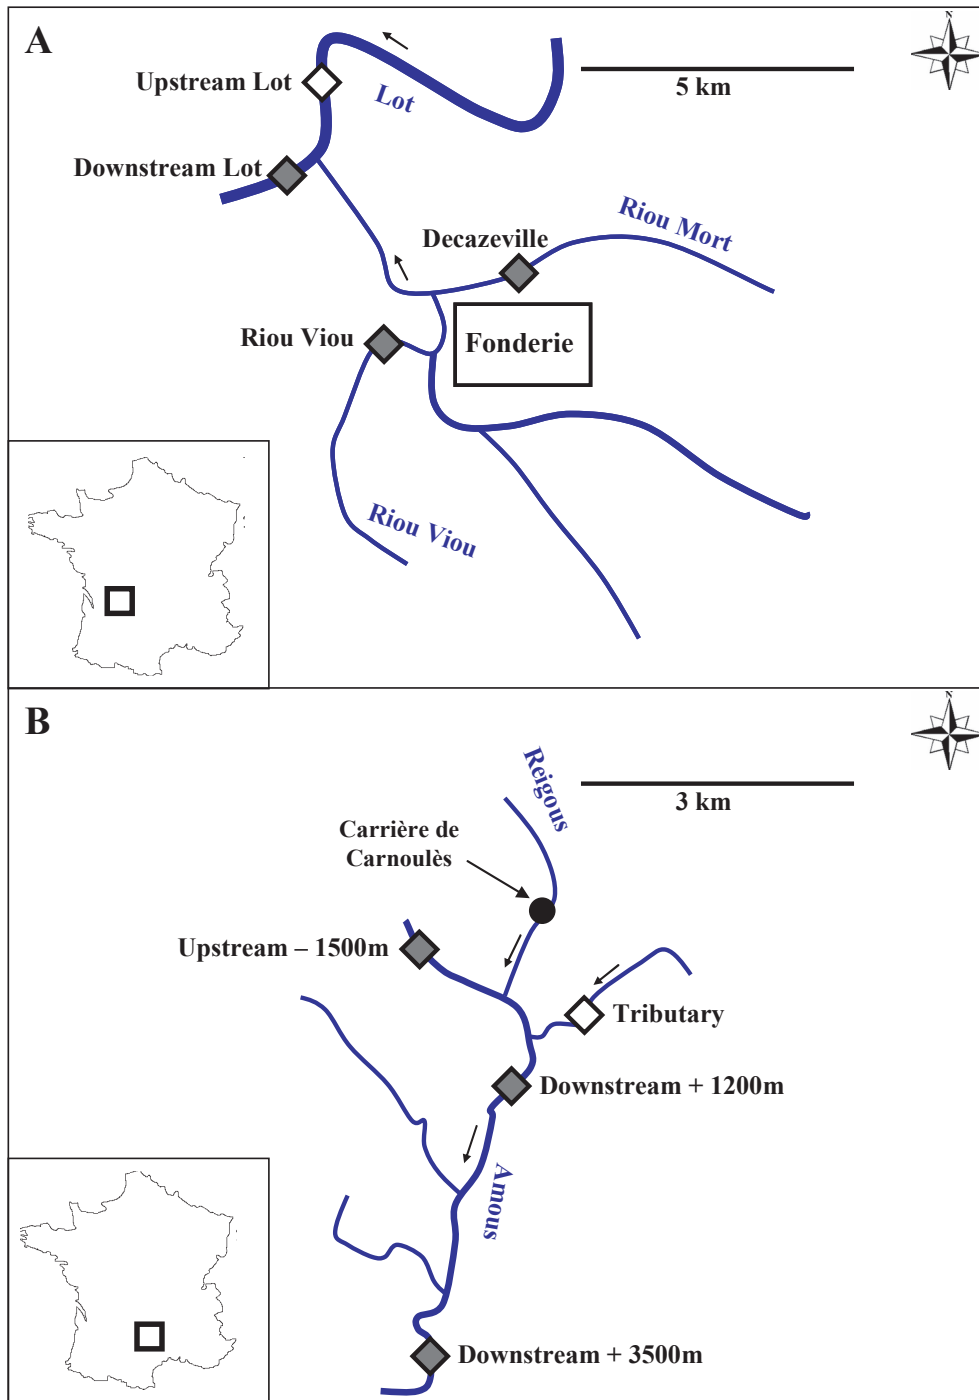 A
N
Upstream Lot
Lot
5 km
Downstream Lot
Riou Mort
Decazeville
Riou Viou
Fonderie
Riou Viou
B
N
Reigous
3 km
Carrière de
Carnoulès
Upstream – 1500m
Tributary
Downstream + 1200m
Amous
Downstream + 3500m